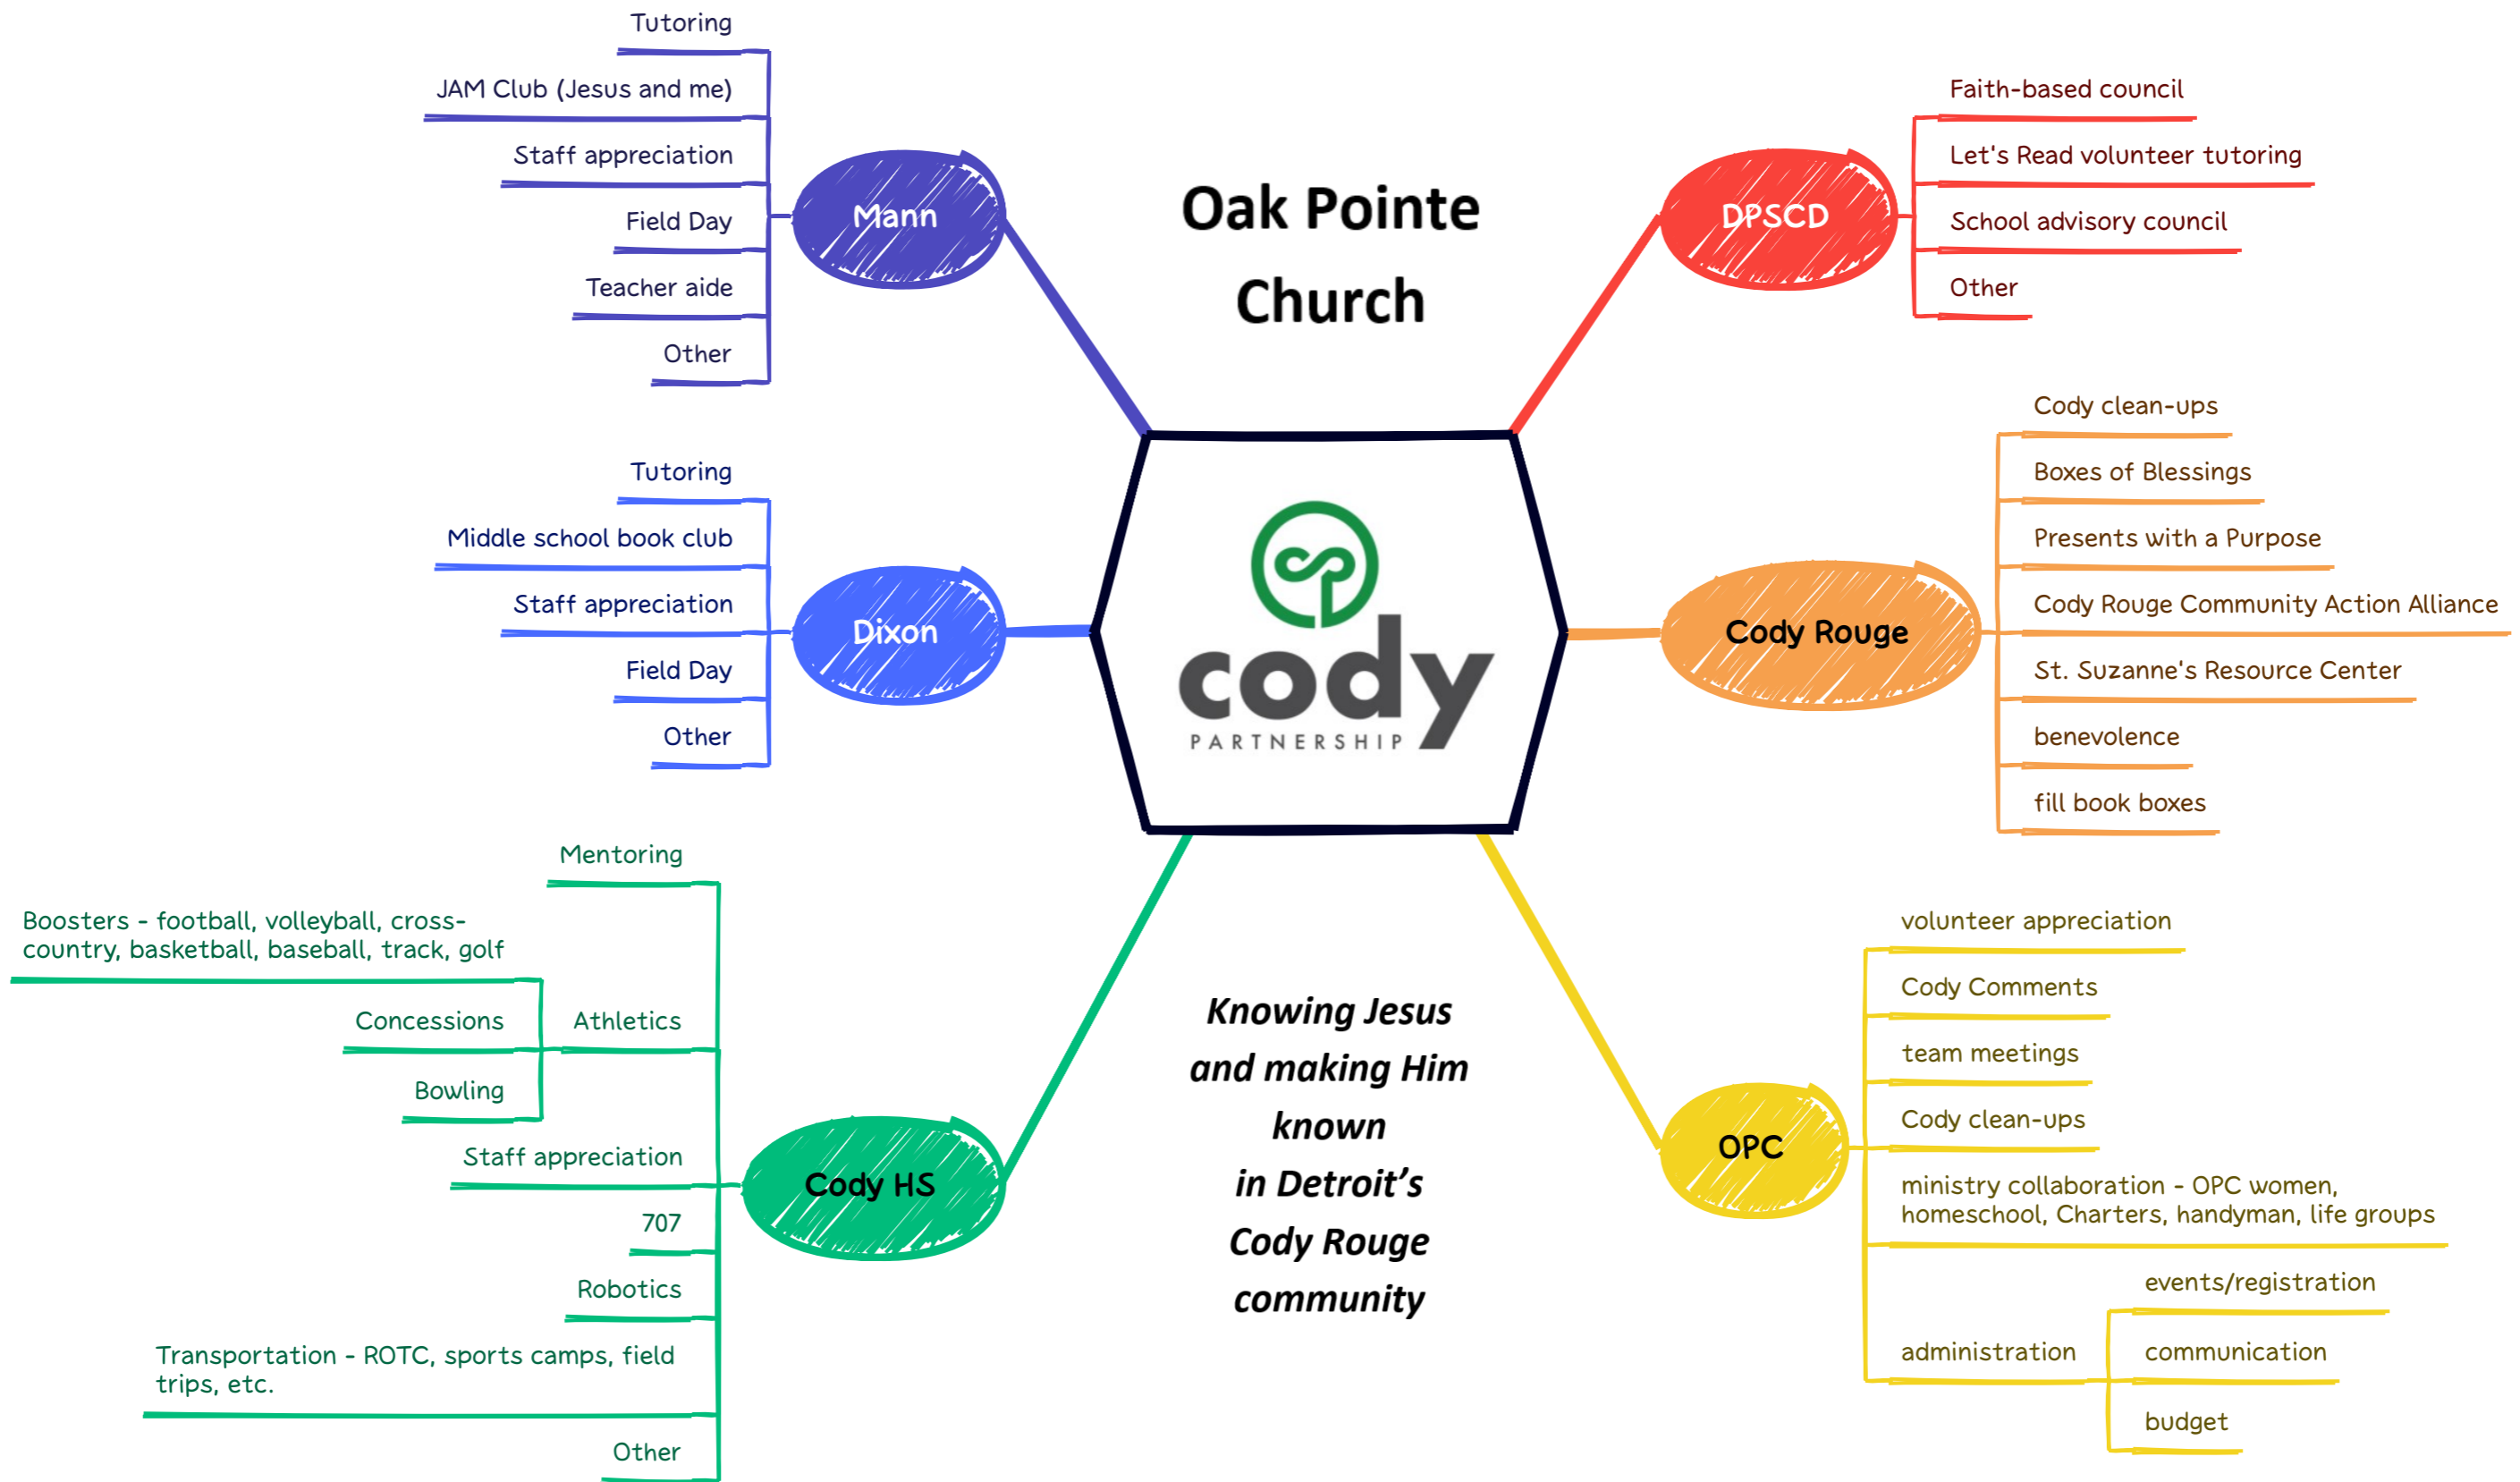 Oak Pointe
Church
cp
cody
PARTNERSHIP
Knowing Jesus
and making Him
known
in Detroit’s
Cody Rouge
community
Mann
Tutoring
JAM Club (Jesus and me)
Staff appreciation
Field Day
Teacher aide
Other
Dixon
Tutoring
Middle school book club
Staff appreciation
Field Day
Other
Cody HS
Mentoring
Athletics
Boosters - football, volleyball, cross-
country, basketball, baseball, track, golf
Concessions
Bowling
Staff appreciation
707
Robotics
Transportation - ROTC, sports camps, field
trips, etc.
Other
DPSCD
Faith-based council
Let's Read volunteer tutoring
School advisory council
Other
Cody Rouge
Cody clean-ups
Boxes of Blessings
Presents with a Purpose
Cody Rouge Community Action Alliance
St. Suzanne's Resource Center
benevolence
fill book boxes
OPC
volunteer appreciation
Cody Comments
team meetings
Cody clean-ups
ministry collaboration - OPC women,
homeschool, Charters, handyman, life groups
administration
events/registration
communication
budget